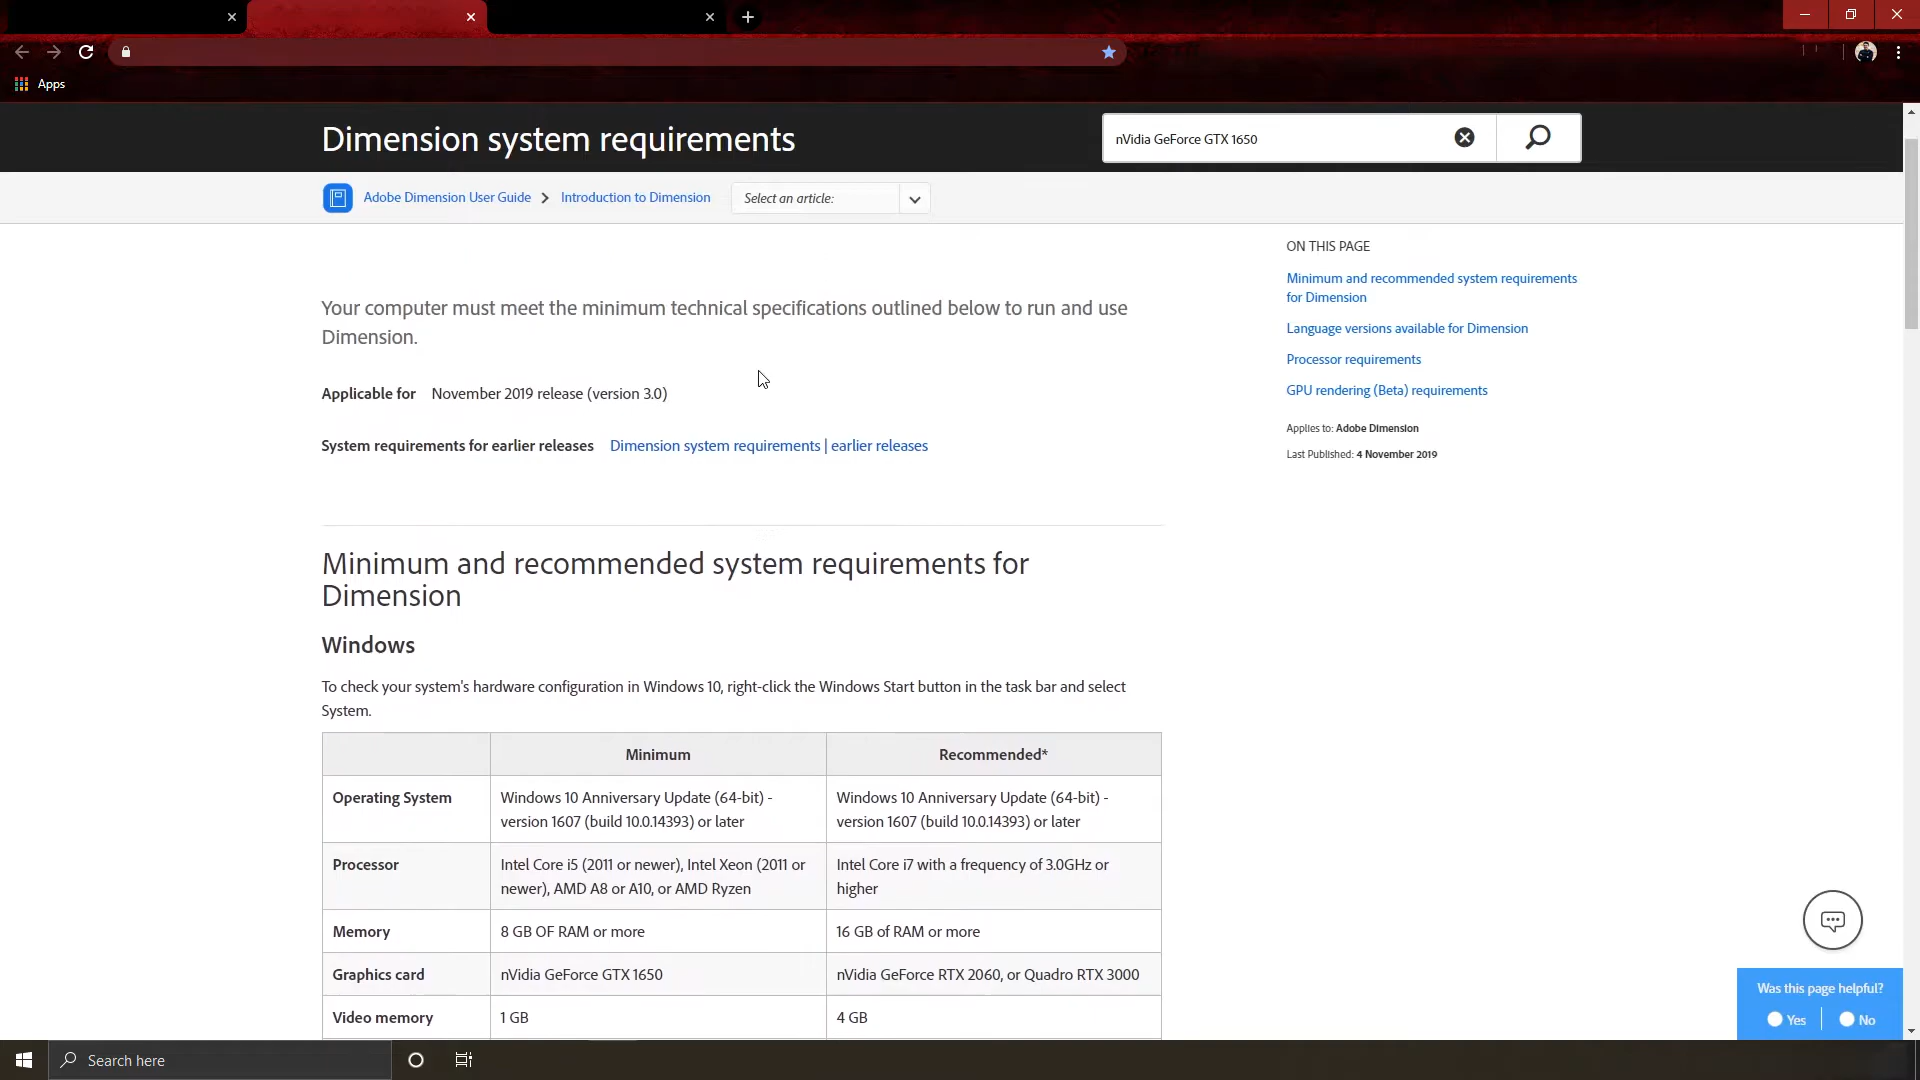 Apps
Dimension system requirements
nVidia GeForce GTX 1650
Adobe Dimension User Guide
Introduction to Dimension
Select an article:
Your computer must meet the minimum technical specifications outlined below to run and use
Dimension.
Applicable for November 2019 release (version 3.0)
System requirements for earlier releases Dimension system requirements | earlier releases
ON THIS PAGE
Minimum and recommended system requirements
for Dimension
Language versions available for Dimension
Processor requirements
GPU rendering (Beta) requirements
Applies to: Adobe Dimension
Last Published: 4 November 2019
Minimum and recommended system requirements for
Dimension
Windows
To check your system's hardware configuration in Windows 10, right-click the Windows Start button in the task bar and select
System.
Minimum
Recommended*
Operating System
Windows 10 Anniversary Update (64-bit) -
version 1607 (build 10.0.14393) or later
Windows 10 Anniversary Update (64-bit) -
version 1607 (build 10.0.14393) or later
Processor
Intel Core i5 (2011 or newer), Intel Xeon (2011 or
newer), AMD A8 or A10, or AMD Ryzen
Intel Core i7 with a frequency of 3.0GHz or
higher
Memory
8 GB OF RAM or more
16 GB of RAM or more
Graphics card
nVidia GeForce GTX 1650
nVidia GeForce RTX 2060, or Quadro RTX 3000
Video memory
1 GB
4 GB
Was this page helpful?
Yes
No
Search here